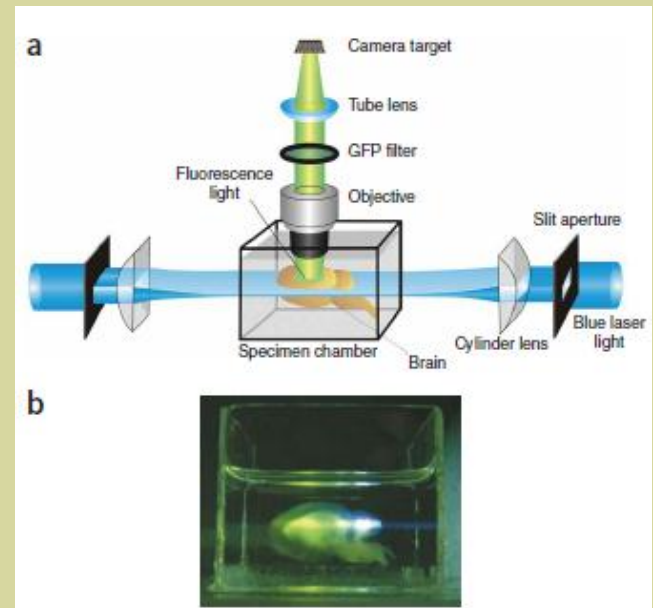 a
Camera target
Tube lens
GFP filter
Fluorescence
light
Objective
Slit aperture
Blue laser
light
Cylinder lens
Specimen chamber
Brain
b